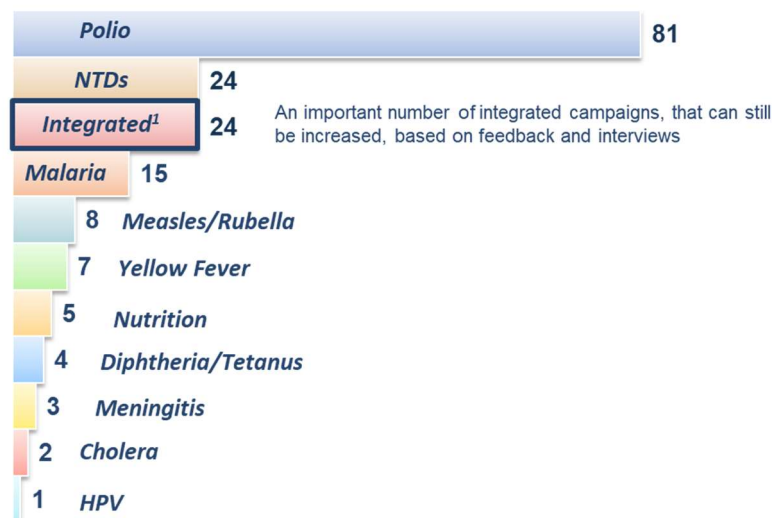 Polio 81
NTDs 24
Integrated¹ 24
An important number of integrated campaigns, that can still
be increased, based on feedback and interviews
Malaria 15
8 Measles/Rubella
7 Yellow Fever
5 Nutrition
4 Diphtheria/Tetanus
3 Meningitis
2 Cholera
1 HPV